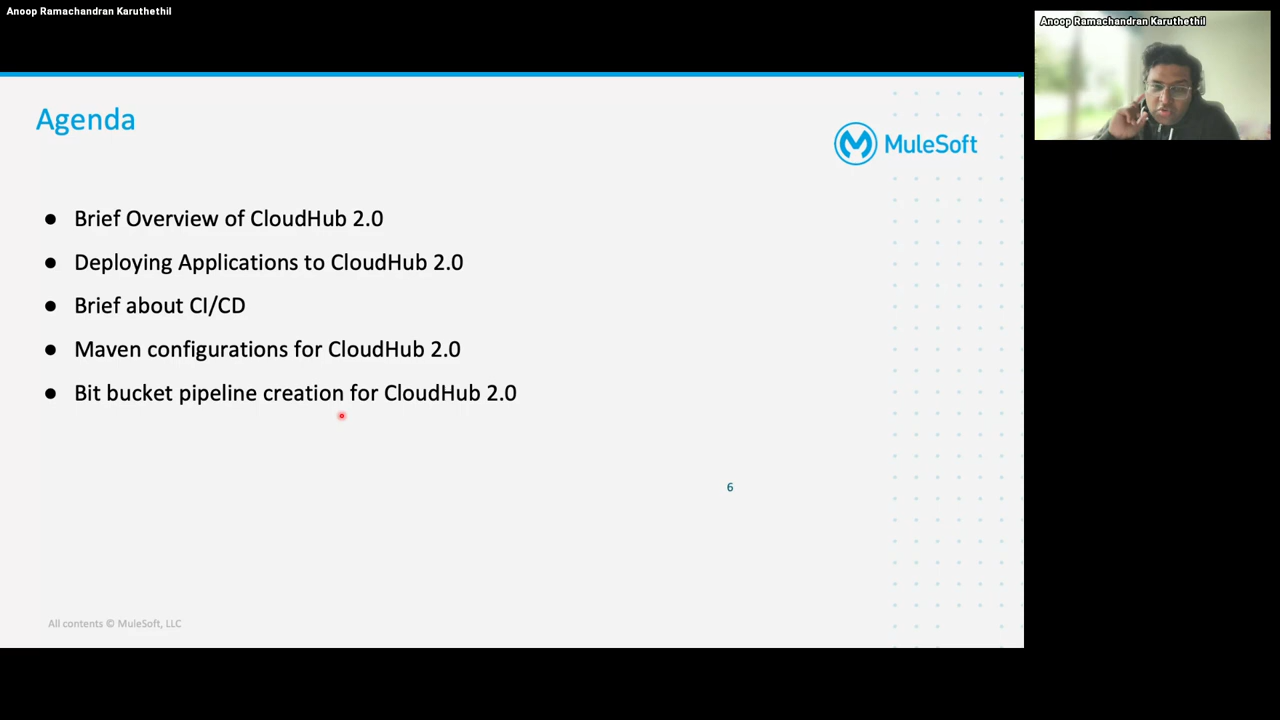 Anoop Ramachandran Karuthethil
Anoop Ramachandran Karuthethil
Agenda
MuleSoft
● Brief Overview of CloudHub 2.0
● Deploying Applications to CloudHub 2.0
● Brief about CI/CD
● Maven configurations for CloudHub 2.0
● Bit bucket pipeline creation for CloudHub 2.0
6
All contents © MuleSoft, LLC